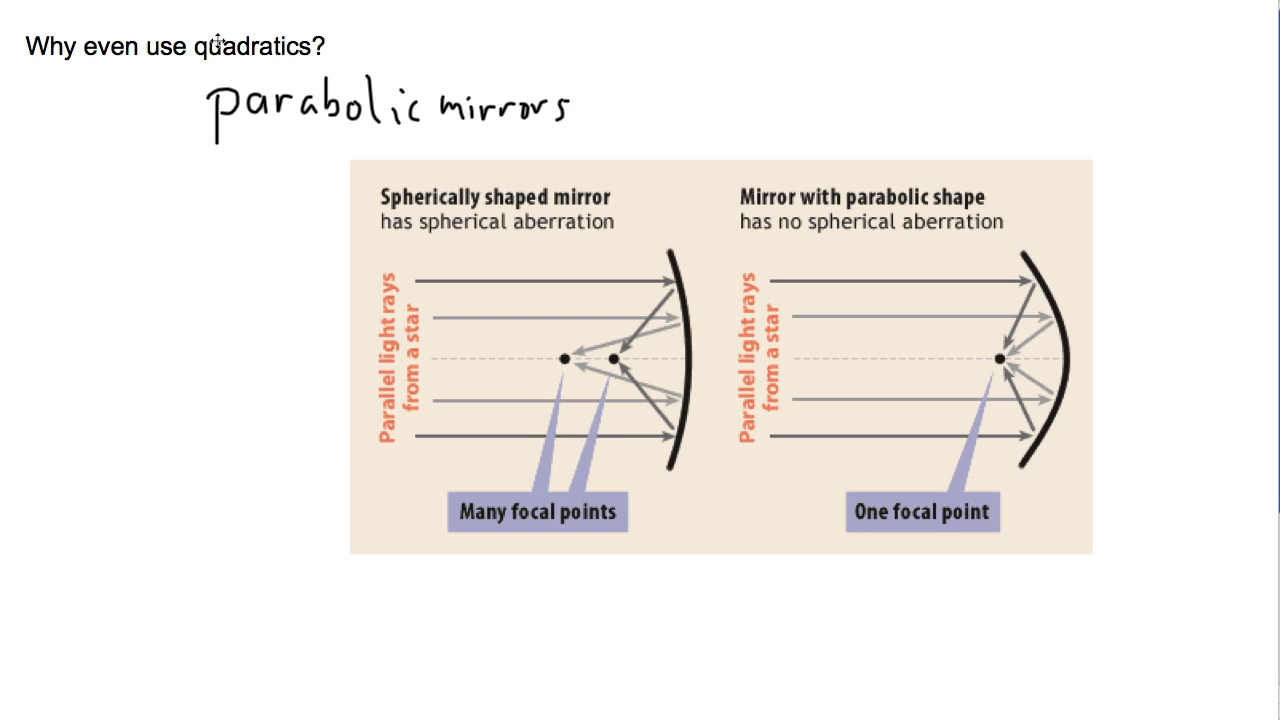 Why even use quadratics?
parabolic mirrors
Spherically shaped mirror
has spherical aberration
Parallel light rays
from a star
Many focal points
Mirror with parabolic shape
has no spherical aberration
Parallel light rays
from a star
One focal point